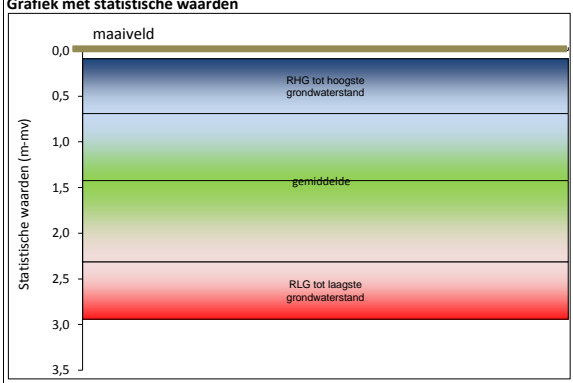 Grafiek met statistische waarden
maaiveld
Statistische waarden (m-mv)
0,0
0,5
1,0
1,5
2,0
2,5
3,0
3,5
RHG tot hoogste
grondwaterstand
gemiddelde
RLG tot laagste
grondwaterstand